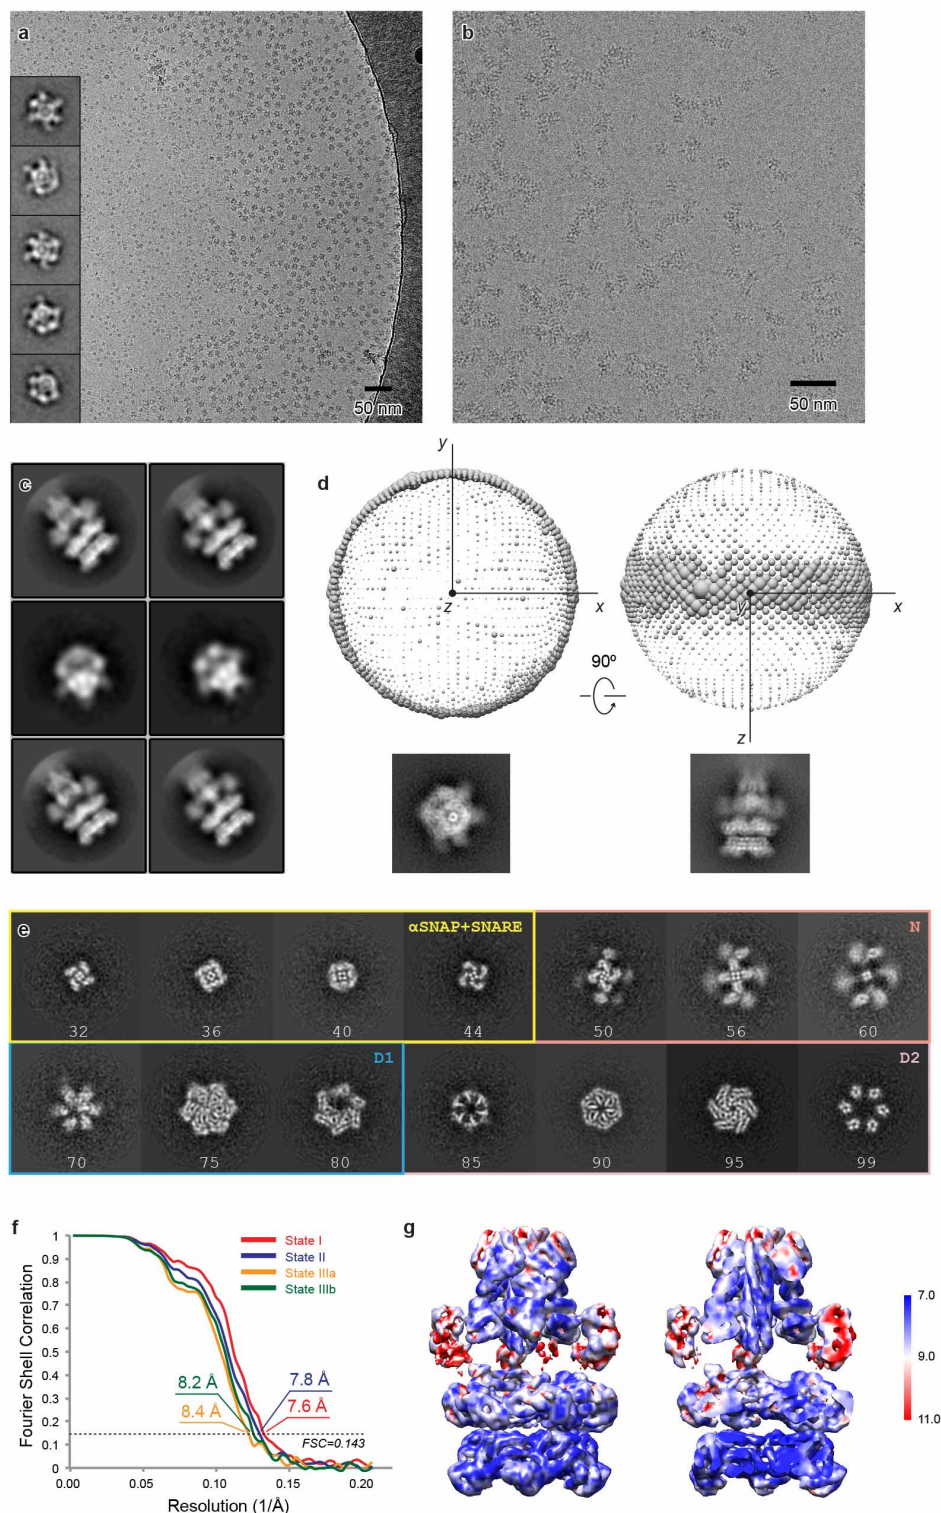 a
50 nm
b
50 nm
c
d
y
z
x
90º
y
x
z
e
αSNAP+SNARE
N
32
36
40
44
50
56
60
D1
D2
70
75
80
85
90
95
99
f
1
0.9
0.8
0.7
0.6
0.5
0.4
0.3
0.2
0.1
0
Fourier Shell Correlation
State I
State II
State IIIa
State IIIb
8.2 Å
7.8 Å
8.4 Å
7.6 Å
FSC=0.143
0.00
0.05
0.10
0.15
0.20
Resolution (1/Å)
g
7.0
9.0
11.0